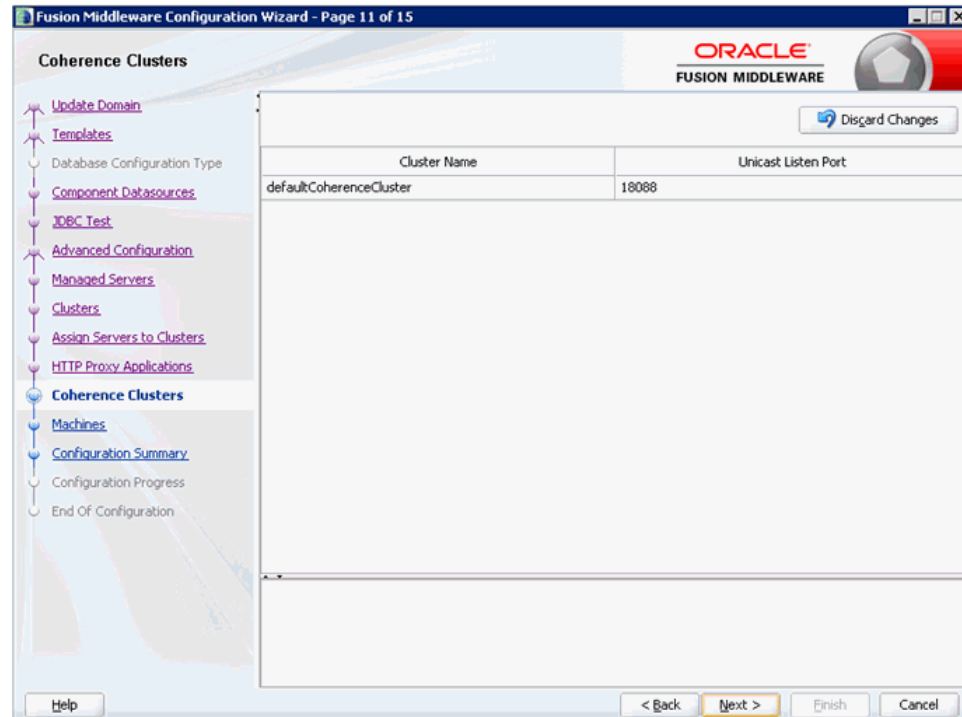 Fusion Middleware Configuration Wizard - Page 11 of 15
Coherence Clusters
ORACLE
FUSION MIDDLEWARE
Update Domain
Templates
Database Configuration Type
Component Datasources
JDBC Test
Advanced Configuration
Managed Servers
Clusters
Assign Servers to Clusters
HTTP Proxy Applications
Coherence Clusters
Machines
Configuration Summary
Configuration Progress
End Of Configuration
Discard Changes
Cluster Name Unicast Listen Port
defaultCoherenceCluster 18088
Help < Back Next > Finish Cancel